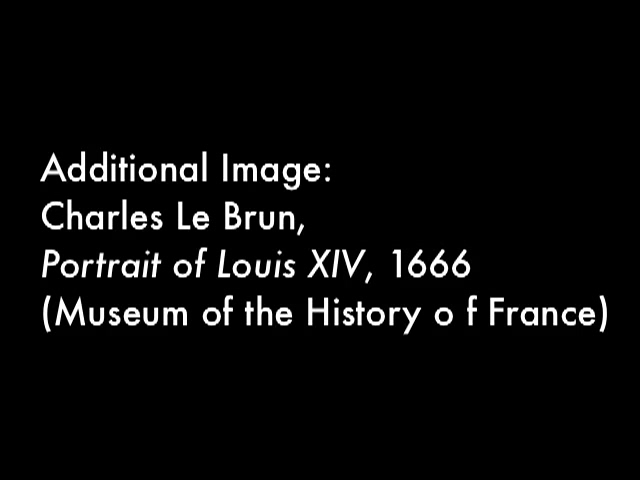 Additional Image:
Charles Le Brun,
Portrait of Louis XIV, 1666
(Museum of the History o f France)